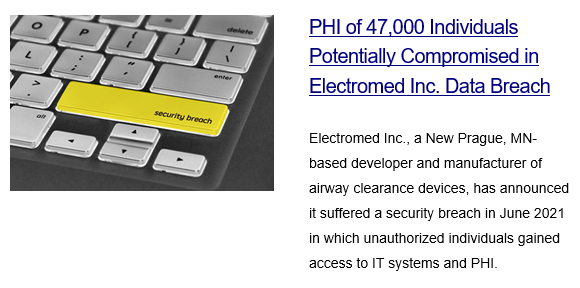 PHI of 47,000 Individuals
Potentially Compromised in
Electromed Inc. Data Breach
Electromed Inc., a New Prague, MN-
based developer and manufacturer of
airway clearance devices, has announced
it suffered a security breach in June 2021
in which unauthorized individuals gained
access to IT systems and PHI.
delete
O P { [ } ] | \
L : ; " '
enter
> .
? /
security breach
alt